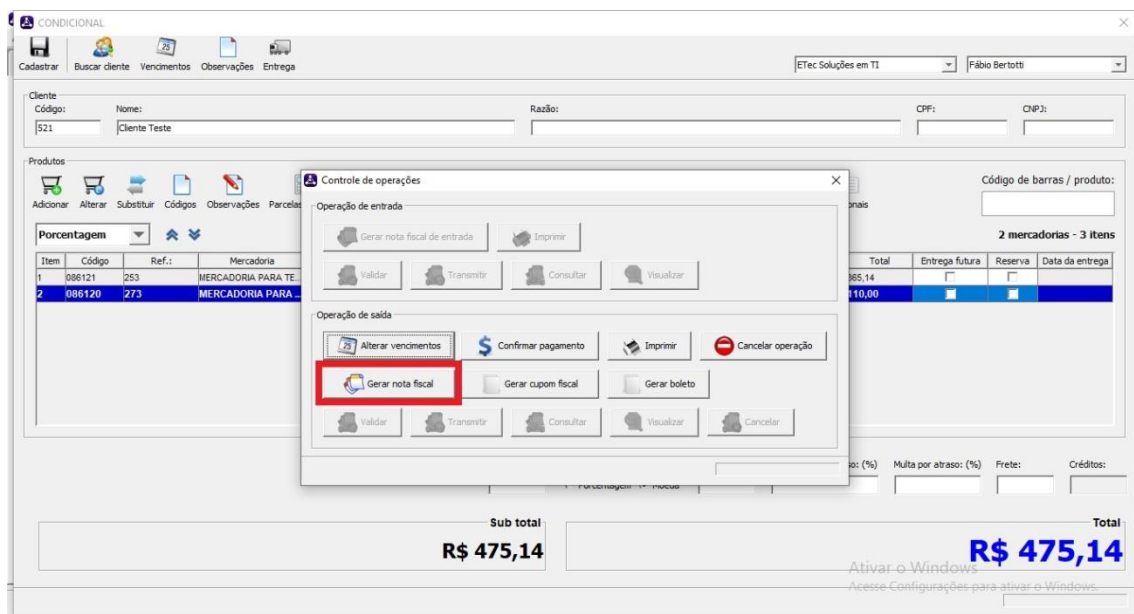 CONDICIONAL
Cadastrar Buscar cliente Vencimentos Observações Entrega
ETec Soluções em TI Fábio Bertotti
Cliente
Código: Nome: Razão: CPF: CNPJ:
521 Cliente Teste
Produtos
Adicionar Alterar Substituir Códigos Observações Parcelas
Código de barras / produto:
Porcentagem
2 mercadorias - 3 itens
Item Código Ref.: Mercadoria Total Entrega futura Reserva Data da entrega
1 086121 253 MERCADORIA PARA TE...
2 086120 273 MERCADORIA PARA ... 110,00
Controle de operações
Operação de entrada
Gerar nota fiscal de entrada Imprimir
Validar Transmitir Consultar Visualizar
Operação de saída
Alterar vencimentos Confirmar pagamento Imprimir Cancelar operação
Gerar nota fiscal Gerar cupom fiscal Gerar boleto
Validar Transmitir Consultar Visualizar Cancelar
(%) Multa por atraso: (%) Frete: Créditos:
Sub total
R$ 475,14
Total
R$ 475,14
Ativar o Windows
Acesse Configurações para ativar o Windows.